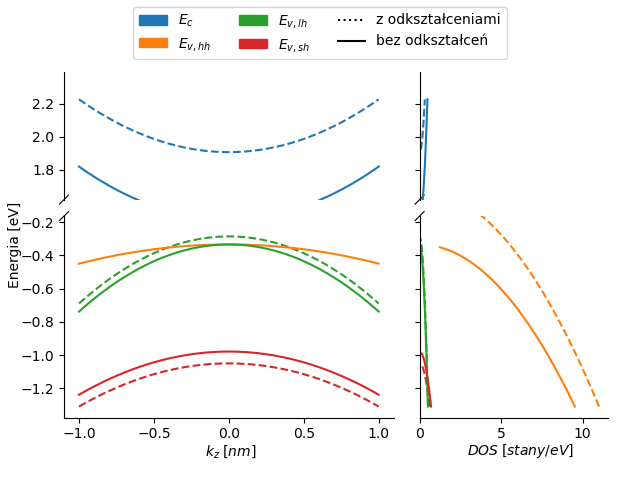 E_c   E_{v, lh}   z odkształceniami
E_{v, hh}   E_{v, sh}   bez odkształceń
2.2
2.0
1.8
−0.2
−0.4
−0.6
−0.8
−1.0
−1.2
Energia [eV]
−1.0 −0.5 0.0 0.5 1.0
k_z [nm]
0 5 10
DOS [stany/eV]